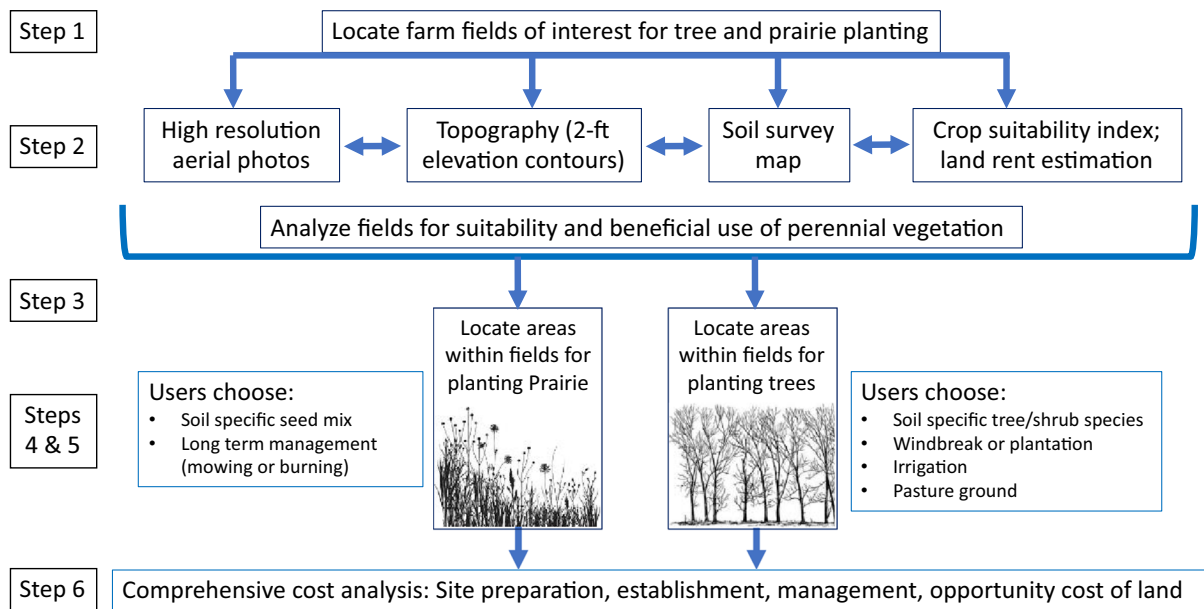 Step 1
Locate farm fields of interest for tree and prairie planting
Step 2
High resolution
aerial photos
Topography (2-ft
elevation contours)
Soil survey
map
Crop suitability index;
land rent estimation
Analyze fields for suitability and beneficial use of perennial vegetation
Step 3
Locate areas
within fields for
planting Prairie
Locate areas
within fields for
planting trees
Steps
4 & 5
Users choose:
• Soil specific seed mix
• Long term management
(mowing or burning)
Users choose:
• Soil specific tree/shrub species
• Windbreak or plantation
• Irrigation
• Pasture ground
Step 6
Comprehensive cost analysis: Site preparation, establishment, management, opportunity cost of land